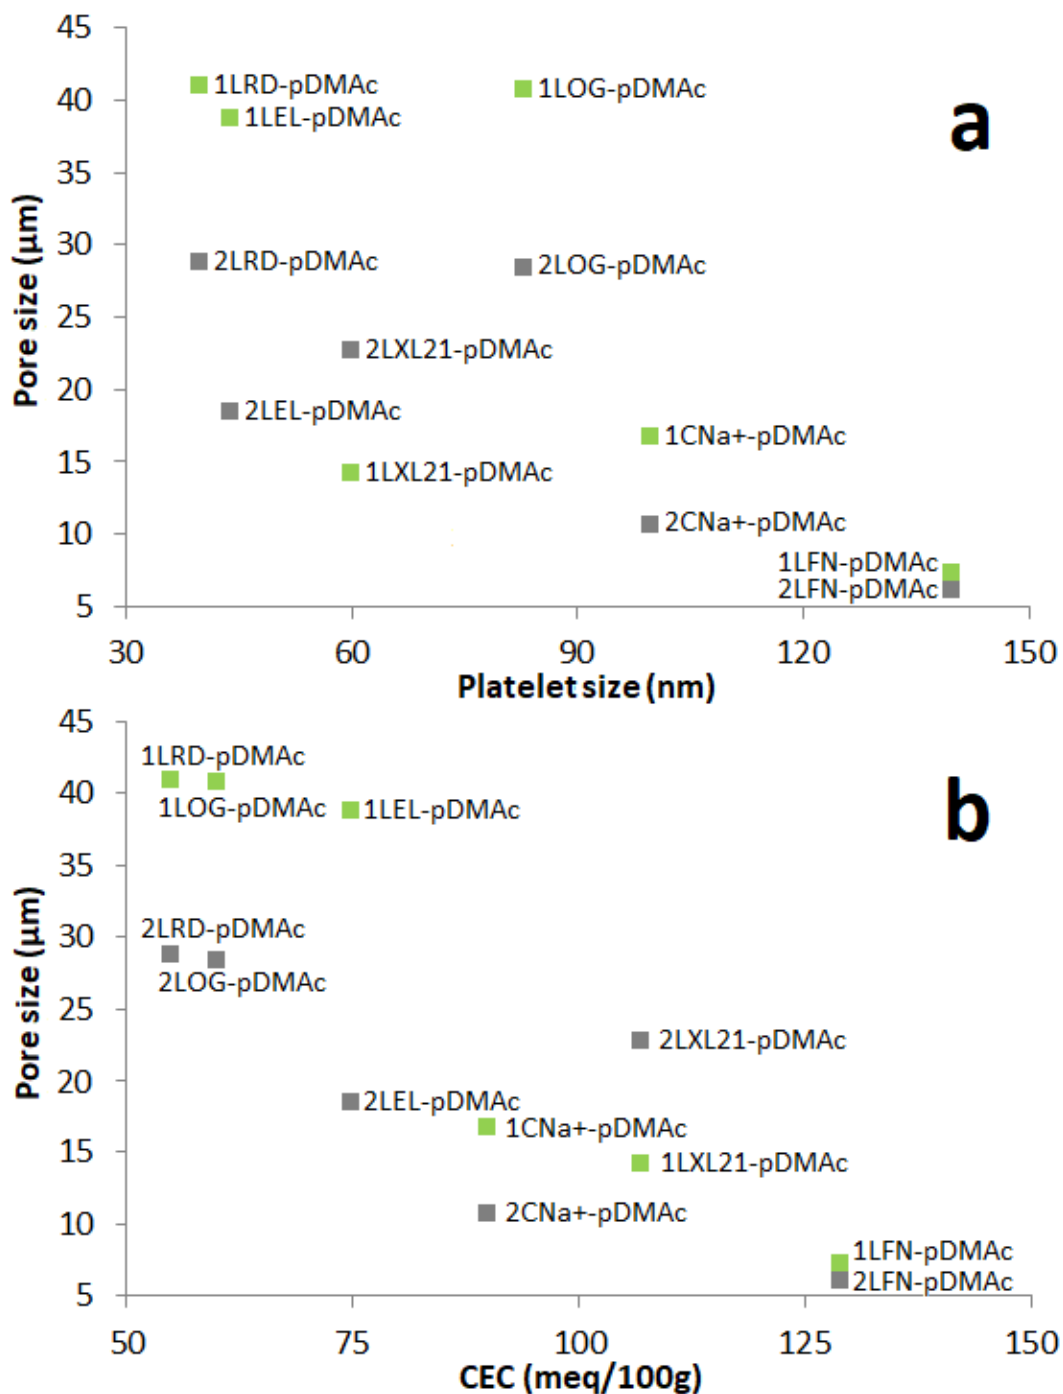 a
45
40
35
30
25
20
15
10
5
Pore size (µm)
1LRD-pDMAc
1LOG-pDMAc
1LEL-pDMAc
2LRD-pDMAc
2LOG-pDMAc
2LXL21-pDMAc
2LEL-pDMAc
1CNa+-pDMAc
1LXL21-pDMAc
2CNa+-pDMAc
1LFN-pDMAc
2LFN-pDMAc
30 60 90 120 150
Platelet size (nm)
b
45
40
35
30
25
20
15
10
5
Pore size (µm)
1LRD-pDMAc
1LOG-pDMAc
1LEL-pDMAc
2LRD-pDMAc
2LOG-pDMAc
2LXL21-pDMAc
2LEL-pDMAc
1CNa+-pDMAc
1LXL21-pDMAc
2CNa+-pDMAc
1LFN-pDMAc
2LFN-pDMAc
50 75 100 125 150
CEC (meq/100g)